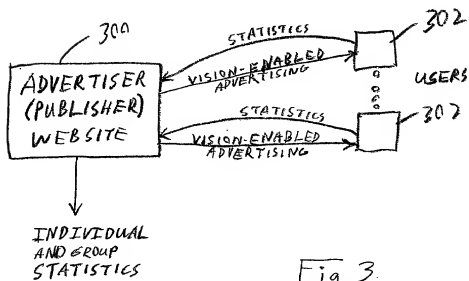 300
302
STATISTICS
VISION-ENABLED
ADVERTISING
ADVERTISER
(PUBLISHER)
WEBSITE
USERS
302
STATISTICS
VISION-ENABLED
ADVERTISING
INDIVIDUAL
AND GROUP
STATISTICS
Fig 3.